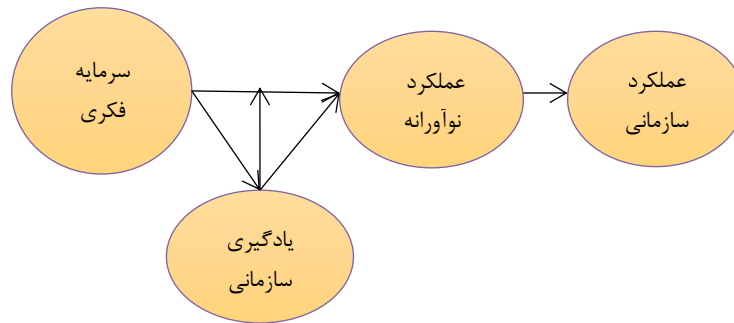 سرمایه
فکری
عملکرد
نوآورانه
عملکرد
سازمانی
یادگیری
سازمانی